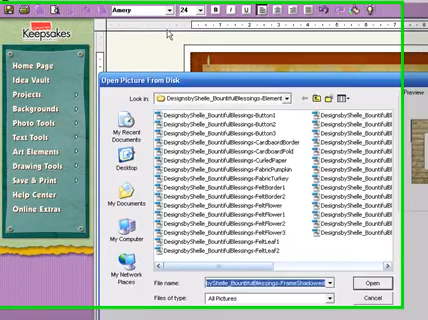 Amery 24 B I U
Keepsakes
Home Page
Idea Vault
Projects
Backgrounds
Photo Tools
Text Tools
Art Elements
Drawing Tools
Save & Print
Help Center
Online Extras
Open Picture From Disk
Preview
Look in: DesignsbyShelle_BountifulBlessings-Element
My Recent Documents
Desktop
My Documents
My Computer
My Network Places
DesignsbyShelle_BountifulBlessings-Button1
DesignsbyShelle_BountifulBlessings-Button2
DesignsbyShelle_BountifulBlessings-Button3
DesignsbyShelle_BountifulBlessings-CardboardBorder
DesignsbyShelle_BountifulBlessings-CardboardFold
DesignsbyShelle_BountifulBlessings-CurledPaper
DesignsbyShelle_BountifulBlessings-FabricPumpkin
DesignsbyShelle_BountifulBlessings-FabricTurkey
DesignsbyShelle_BountifulBlessings-FeltBorder1
DesignsbyShelle_BountifulBlessings-FeltBorder2
DesignsbyShelle_BountifulBlessings-FeltFlower1
DesignsbyShelle_BountifulBlessings-FeltFlower2
DesignsbyShelle_BountifulBlessings-FeltFlower3
DesignsbyShelle_BountifulBlessings-FeltLeaf1
DesignsbyShelle_BountifulBlessings-FeltLeaf2
File name: byShelle_BountifulBlessings-FrameShadowed Open
Files of type: All Pictures Cancel